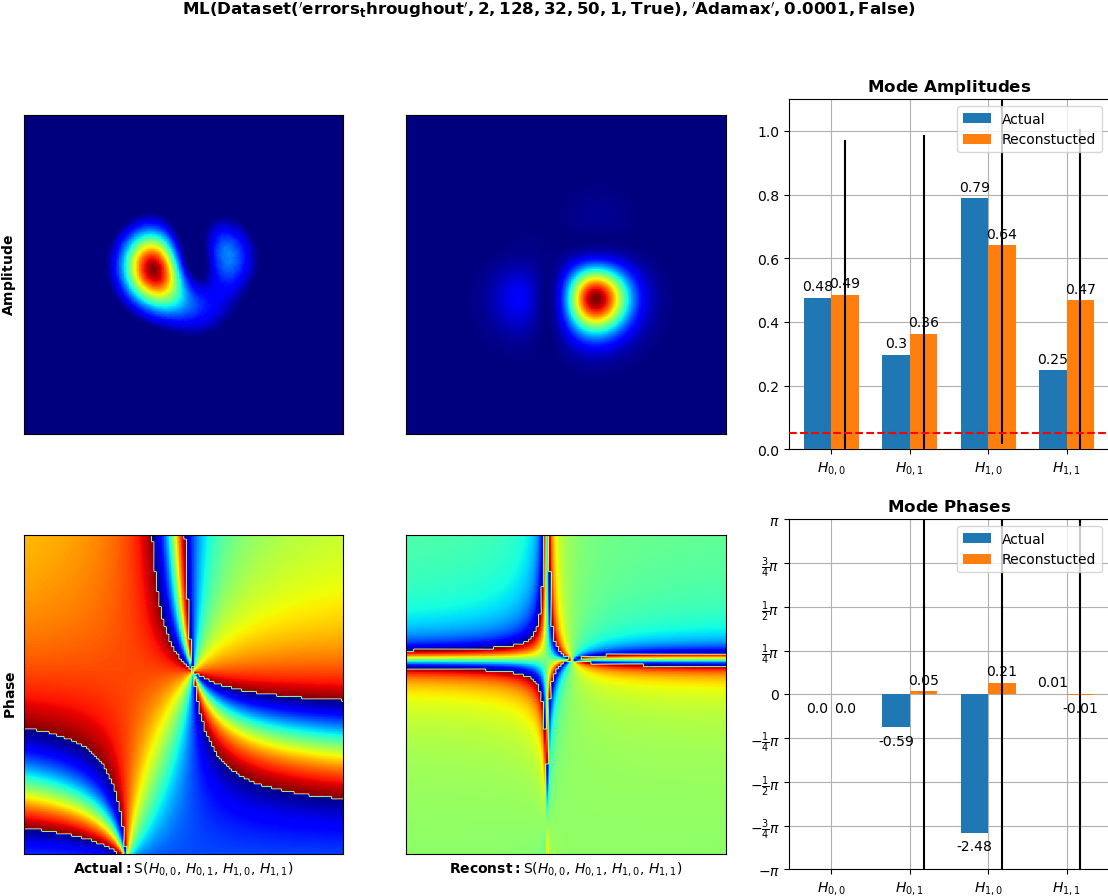 ML(Dataset('errors_throughout', 2, 128, 32, 50, 1, True), 'Adamax', 0.0001, False)
Mode Amplitudes
Amplitude
Actual
Reconstucted
1.0
0.8
0.6
0.4
0.2
0.0
0.48
0.49
0.3
0.36
0.79
0.64
0.25
0.47
H0,0
H0,1
H1,0
H1,1
Mode Phases
Phase
Actual
Reconstucted
π
3/4π
1/2π
1/4π
0
−1/4π
−1/2π
−3/4π
−π
0.0
0.0
-0.59
0.05
-2.48
0.21
0.01
-0.01
H0,0
H0,1
H1,0
H1,1
Actual: S(H0,0, H0,1, H1,0, H1,1)
Reconst: S(H0,0, H0,1, H1,0, H1,1)